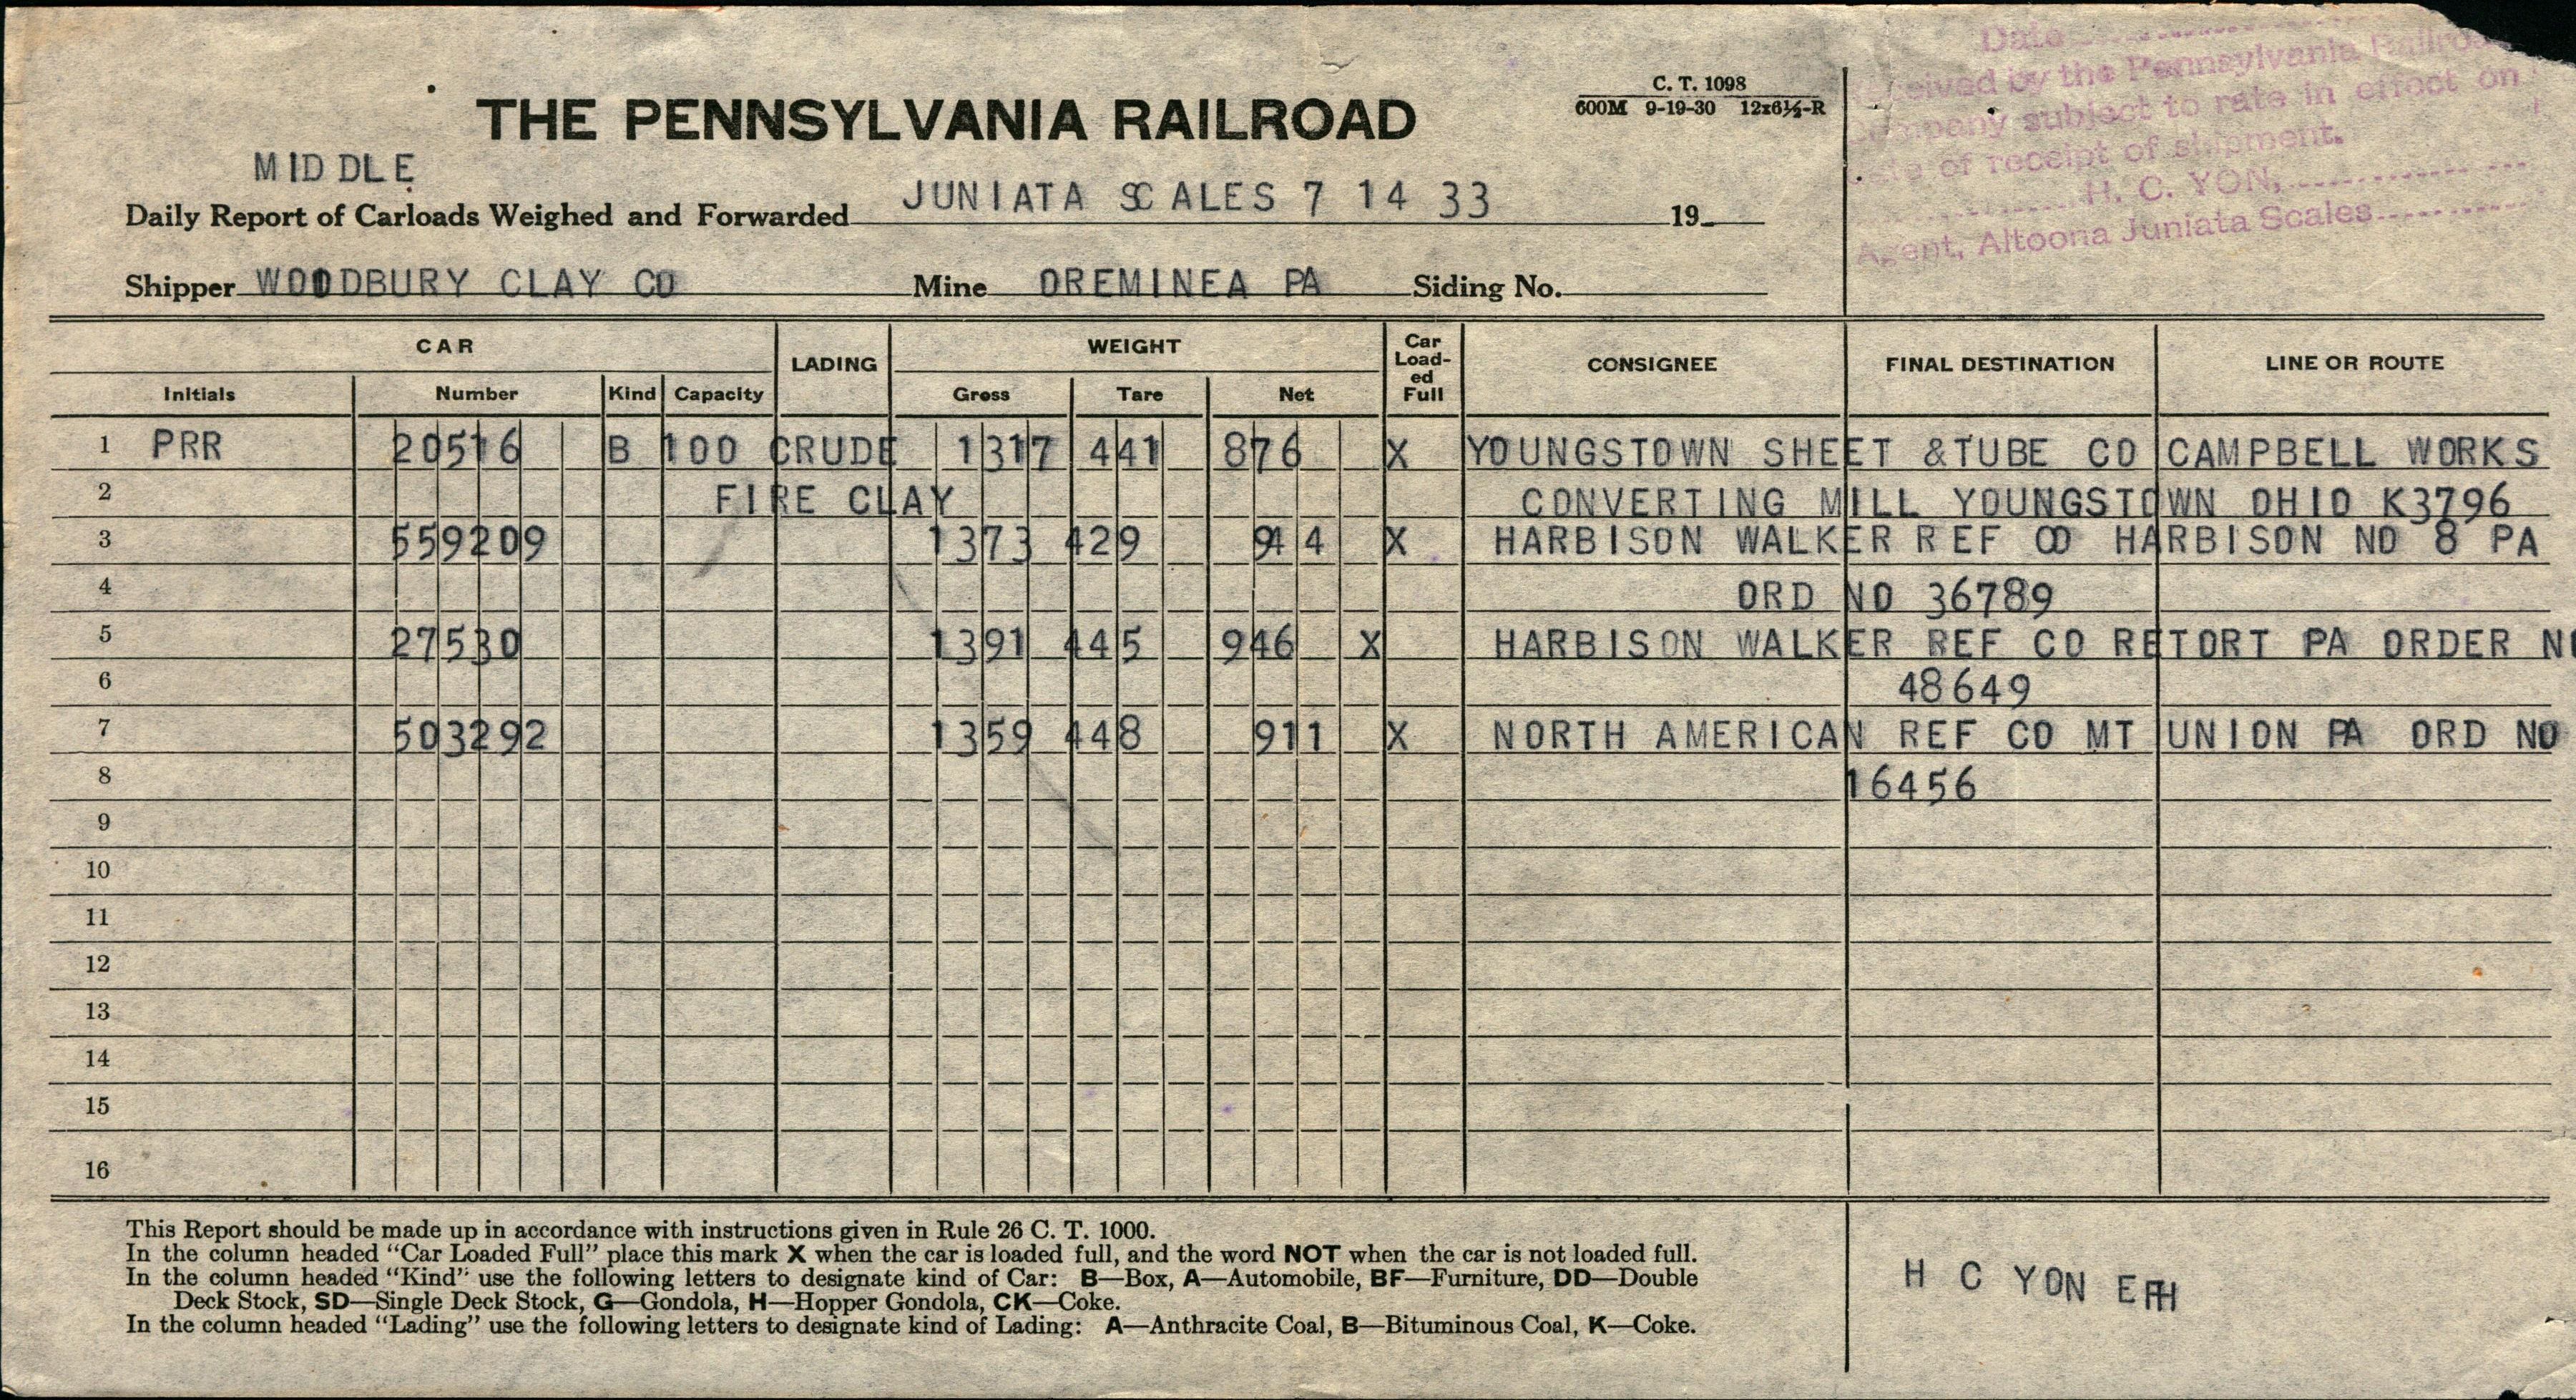 Date
by the Pennsylvania
subject to rate in effect on
of receipt of shipment.
H. C. YON,
Agent, Altoona Juniata Scales
C. T. 1098
600M 9-19-30 12x6½-R
THE PENNSYLVANIA RAILROAD
MIDDLE
Daily Report of Carloads Weighed and Forwarded JUNIATA SCALES 7 14 33 19
Shipper WOODBURY CLAY CO Mine OREMINEA PA Siding No.
CAR LADING WEIGHT Car Load-ed Full CONSIGNEE FINAL DESTINATION LINE OR ROUTE
Initials Number Kind Capacity Gross Tare Net
1 PRR 20516 B 100 CRUDE 1317 441 876 X YOUNGSTOWN SHEET &TUBE CO CAMPBELL WORKS
2 FIRE CLAY CONVERTING MILL YOUNGSTOWN OHIO K3796
3 559209 1373 429 944 X HARBISON WALKER REF CO HARBISON NO 8 PA
4 ORD NO 36789
5 27530 1391 445 946 X HARBISON WALKER REF CO RETORT PA ORDER NO
6 48649
7 503292 1359 448 911 X NORTH AMERICAN REF CO MT UNION PA ORD NO
8 16456
9
10
11
12
13
14
15
16
This Report should be made up in accordance with instructions given in Rule 26 C. T. 1000.
In the column headed "Car Loaded Full" place this mark X when the car is loaded full, and the word NOT when the car is not loaded full.
In the column headed "Kind" use the following letters to designate kind of Car: B—Box, A—Automobile, BF—Furniture, DD—Double
Deck Stock, SD—Single Deck Stock, G—Gondola, H—Hopper Gondola, CK—Coke.
In the column headed "Lading" use the following letters to designate kind of Lading: A—Anthracite Coal, B—Bituminous Coal, K—Coke.
H C YON